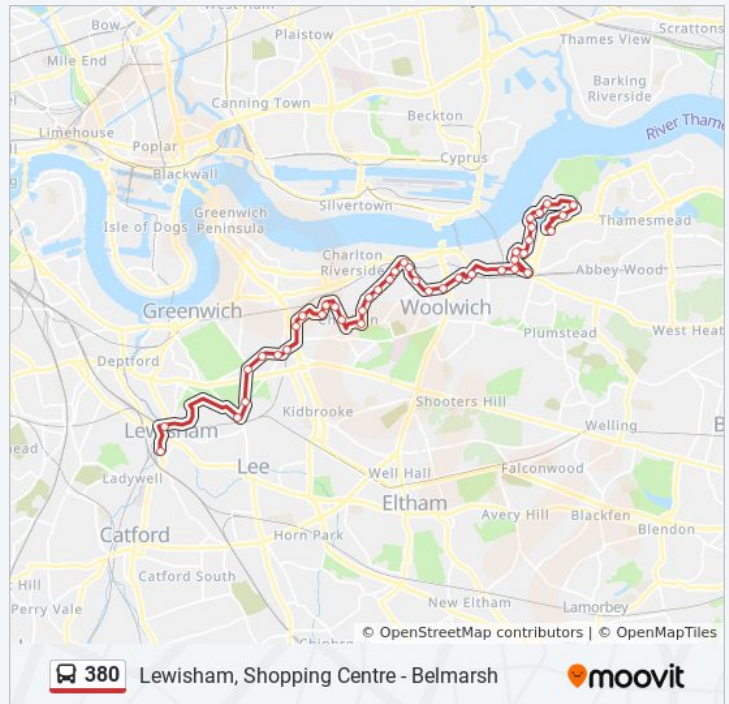 West Ham
Scrattons
Bow
Plaistow
Thames View
Mile End
Canning Town
Barking
Riverside
Beckton
Limehouse
Poplar
Cyprus
River Thame
Blackwall
Silvertown
Greenwich
Peninsula
Isle of Dogs
Thamesmead
Charlton
Riverside
Abbey Wood
Greenwich
Woolwich
Plumstead
West Heat
Deptford
Kidbrooke
Shooters Hill
Welling
Lewisham
Lee
Well Hall
Falconwood
Ladywell
Eltham
Avery Hill
Blackfen
Blendon
Catford
Horn Park
Catford South
Hill
Perry Vale
New Eltham
Lamorbey
© OpenStreetMap contributors | © OpenMapTiles
380 Lewisham, Shopping Centre - Belmarsh moovit